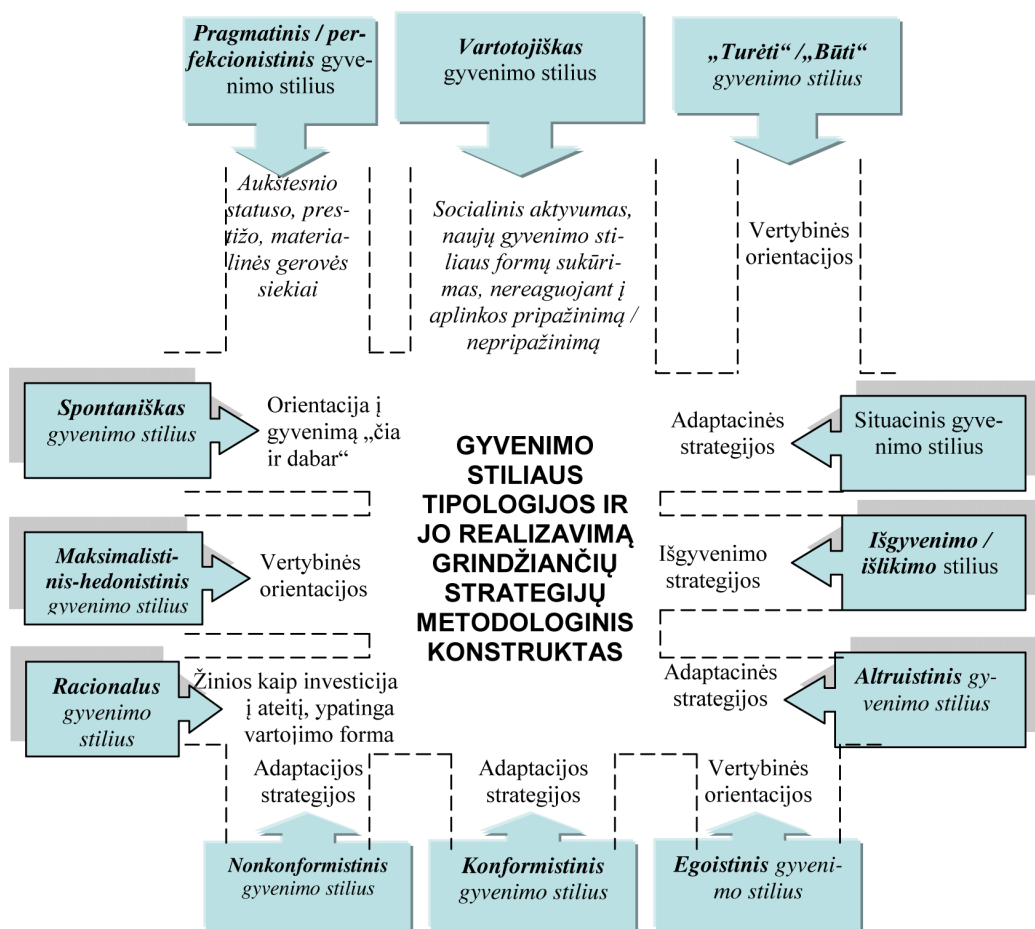 Pragmatinis / per-
fekcionistinis gyve-
nimo stilius
Vartotojiškas
gyvenimo stilius
„Turėti“ /„Būti“
gyvenimo stilius
Aukštesnio
statuso, pres-
tižo, materia-
linės gerovės
siekiai
Socialinis aktyvumas,
naujų gyvenimo sti-
liaus formų sukūri-
mas, nereaguojant į
aplinkos pripažinimą /
nepripažinimą
Vertybinės
orientacijos
Spontaniškas
gyvenimo stilius
Orientacija į
gyvenimą „čia
ir dabar“
Maksimalisti-
nis-hedonistinis
gyvenimo stilius
Vertybinės
orientacijos
Racionalus
gyvenimo
stilius
Žinios kaip investicija
į ateitį, ypatinga
vartojimo forma
GYVENIMO
STILIAUS
TIPOLOGIJOS IR
JO REALIZAVIMĄ
GRINDŽIANČIŲ
STRATEGIJŲ
METODOLOGINIS
KONSTRUKTAS
Adaptacinės
strategijos
Situacinis gyve-
nimo stilius
Išgyvenimo
strategijos
Išgyvenimo /
išlikimo stilius
Adaptacinės
strategijos
Altruistinis gy-
venimo stilius
Adaptacijos
strategijos
Adaptacijos
strategijos
Vertybinės
orientacijos
Nonkonformistinis
gyvenimo stilius
Konformistinis
gyvenimo stilius
Egoistinis gyveni-
mo stilius